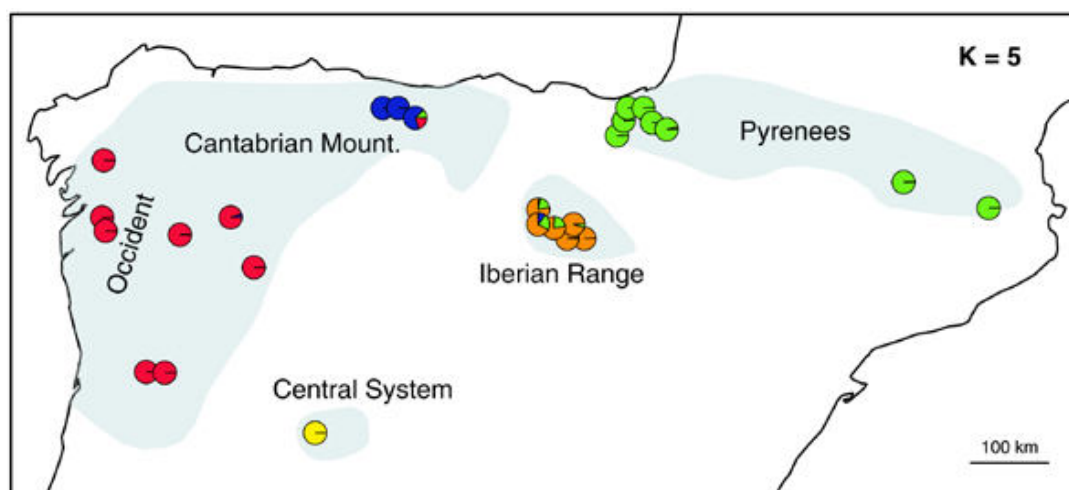 K = 5
Cantabrian Mount.
Pyrenees
Occident
Iberian Range
Central System
100 km